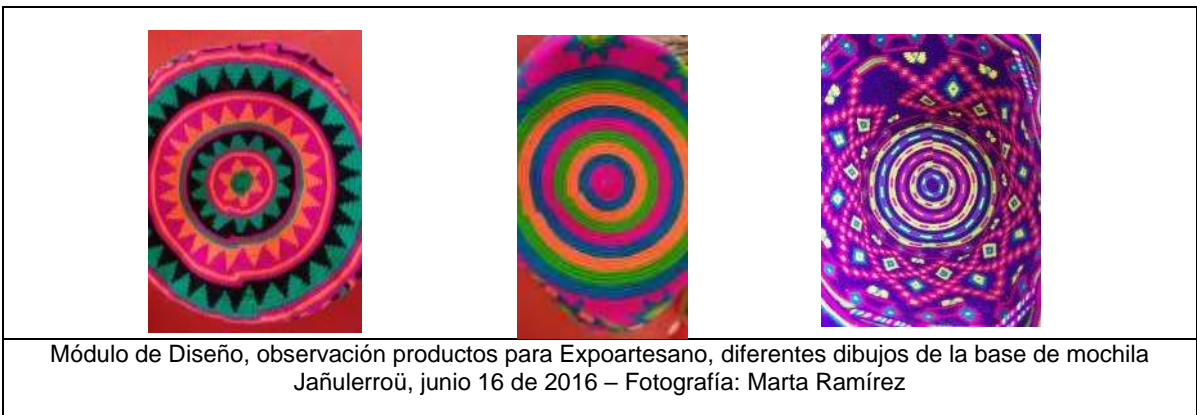 Módulo de Diseño, observación productos para Expoartesano, diferentes dibujos de la base de mochila
Jañulerroü, junio 16 de 2016 – Fotografía: Marta Ramírez